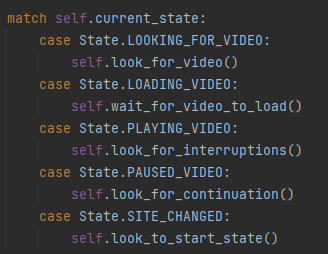 match self.current_state:
    case State.LOOKING_FOR_VIDEO:
        self.look_for_video()
    case State.LOADING_VIDEO:
        self.wait_for_video_to_load()
    case State.PLAYING_VIDEO:
        self.look_for_interruptions()
    case State.PAUSED_VIDEO:
        self.look_for_continuation()
    case State.SITE_CHANGED:
        self.look_to_start_state()